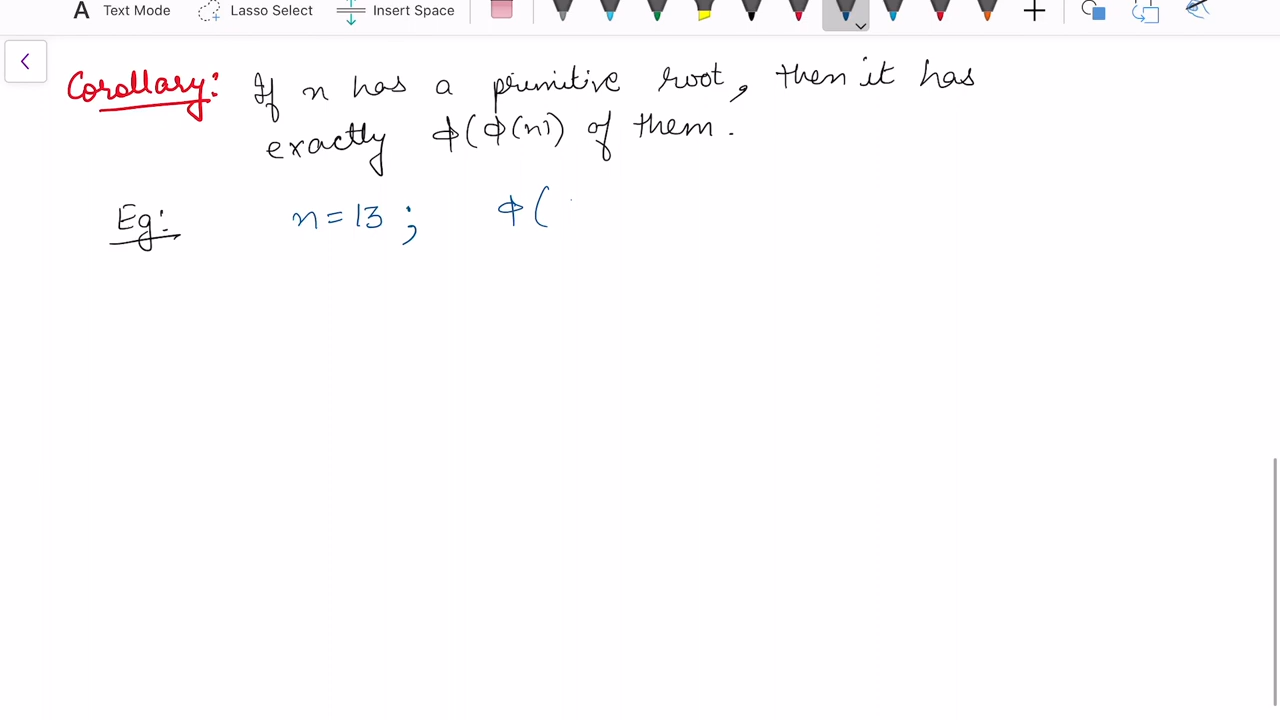 Text Mode Lasso Select Insert Space
Corollary: If n has a primitive root, then it has
exactly ϕ(ϕ(n)) of them.
Eg: n=13 ; ϕ(